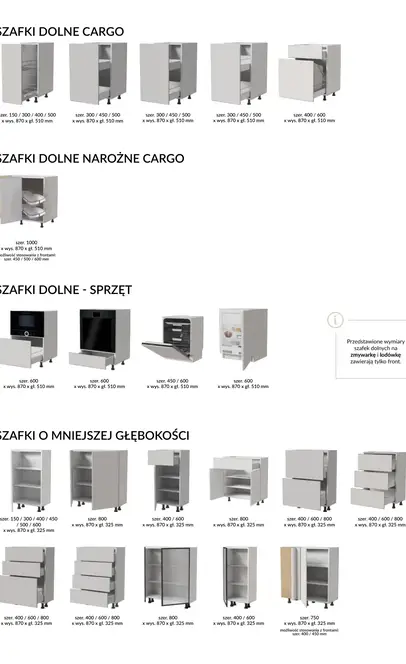 SZAFKI DOLNE CARGO
szer. 150 / 300 / 400 / 500
x wys. 870 x gł. 510 mm
szer. 300 / 450 / 500
x wys. 870 x gł. 510 mm
szer. 300 / 450 / 500
x wys. 870 x gł. 510 mm
szer. 300 / 450 / 500
x wys. 870 x gł. 510 mm
szer. 400 / 600
x wys. 870 x gł. 510 mm
SZAFKI DOLNE NAROŻNE CARGO
szer. 1000
x wys. 870 x gł. 510 mm
możliwość stosowania z frontami:
szer. 450 / 500 / 600 mm
SZAFKI DOLNE - SPRZĘT
szer. 600
x wys. 870 x gł. 510 mm
szer. 600
x wys. 870 x gł. 510 mm
szer. 450 / 600
x wys. 870 x gł. 510 mm
szer. 600
x wys. 870 x gł. 510 mm
i
Przedstawione wymiary
szafek dolnych na
zmywarkę i lodówkę
zawierają tylko front.
SZAFKI O MNIEJSZEJ GŁĘBOKOŚCI
szer. 150 / 300 / 400 / 450
/ 500 / 600
x wys. 870 x gł. 325 mm
szer. 800
x wys. 870 x gł. 325 mm
szer. 400 / 600
x wys. 870 x gł. 325 mm
szer. 800
x wys. 870 x gł. 325 mm
szer. 400 / 600 / 800
x wys. 870 x gł. 325 mm
szer. 400 / 600 / 800
x wys. 870 x gł. 325 mm
szer. 400 / 600 / 800
x wys. 870 x gł. 325 mm
szer. 400 / 600 / 800
x wys. 870 x gł. 325 mm
szer. 800
x wys. 870 x gł. 325 mm
szer. 400 / 600
x wys. 870 x gł. 325 mm
szer. 750
x wys. 870 x gł. 325 mm
możliwość stosowania z frontami:
szer. 400 / 450 mm